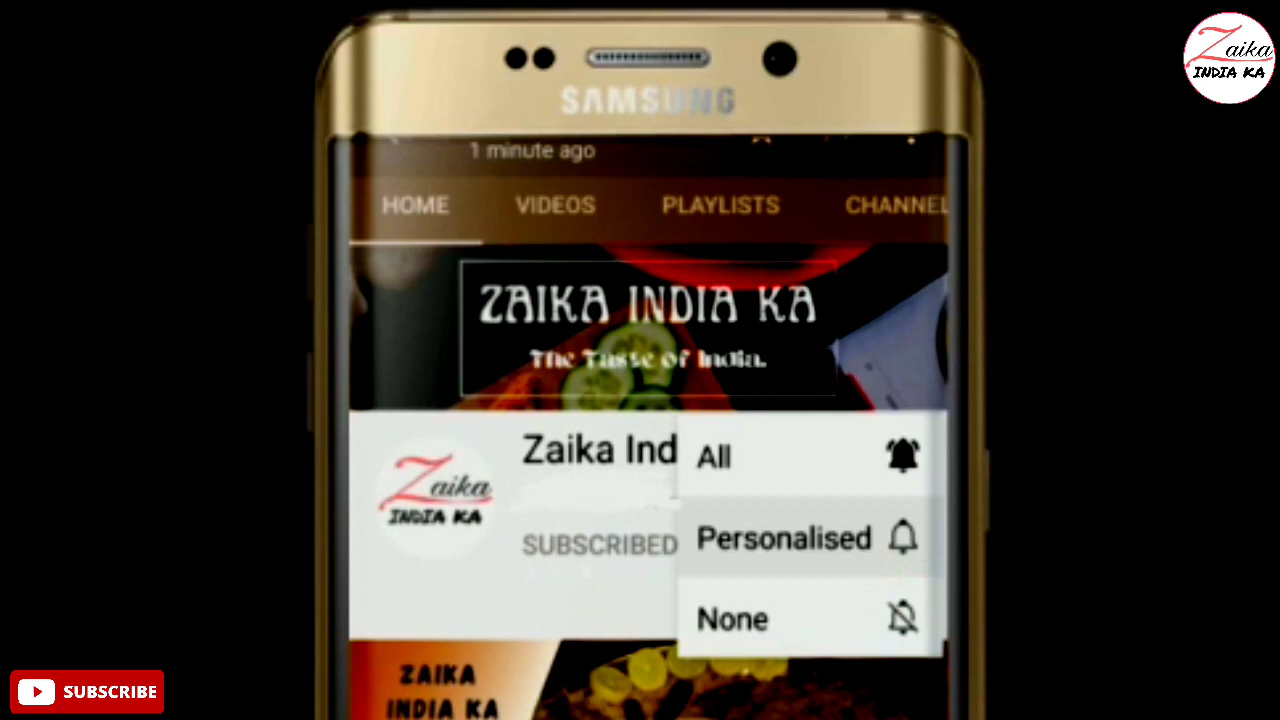 Zaika
INDIA KA
SAMSUNG
1 minute ago
HOME VIDEOS PLAYLISTS CHANNEL
ZAIKA INDIA KA
The Taste of India.
Zaika Ind
All
Zaika
INDIA KA
SUBSCRIBED
Personalised
None
ZAIKA
INDIA KA
SUBSCRIBE